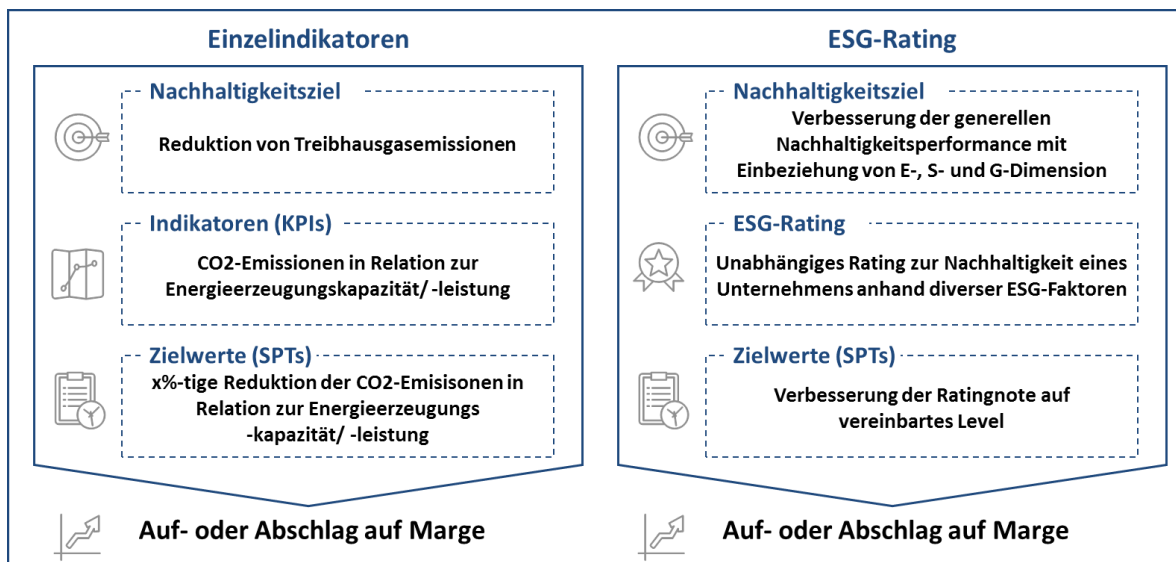 Einzelindikatoren
Nachhaltigkeitsziel
Reduktion von Treibhausgasemissionen
Indikatoren (KPIs)
CO2-Emissionen in Relation zur
Energieerzeugungskapazität/ -leistung
Zielwerte (SPTs)
x%-tige Reduktion der CO2-Emisisonen in
Relation zur Energieerzeugungs
-kapazität/ -leistung
Auf- oder Abschlag auf Marge
ESG-Rating
Nachhaltigkeitsziel
Verbesserung der generellen
Nachhaltigkeitsperformance mit
Einbeziehung von E-, S- und G-Dimension
ESG-Rating
Unabhängiges Rating zur Nachhaltigkeit eines
Unternehmens anhand diverser ESG-Faktoren
Zielwerte (SPTs)
Verbesserung der Ratingnote auf
vereinbartes Level
Auf- oder Abschlag auf Marge